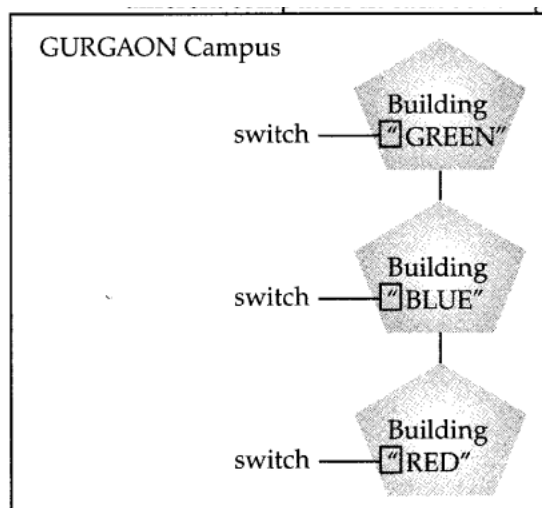 GURGAON Campus
Building
switch
"GREEN"
Building
switch
"BLUE"
Building
switch
"RED"